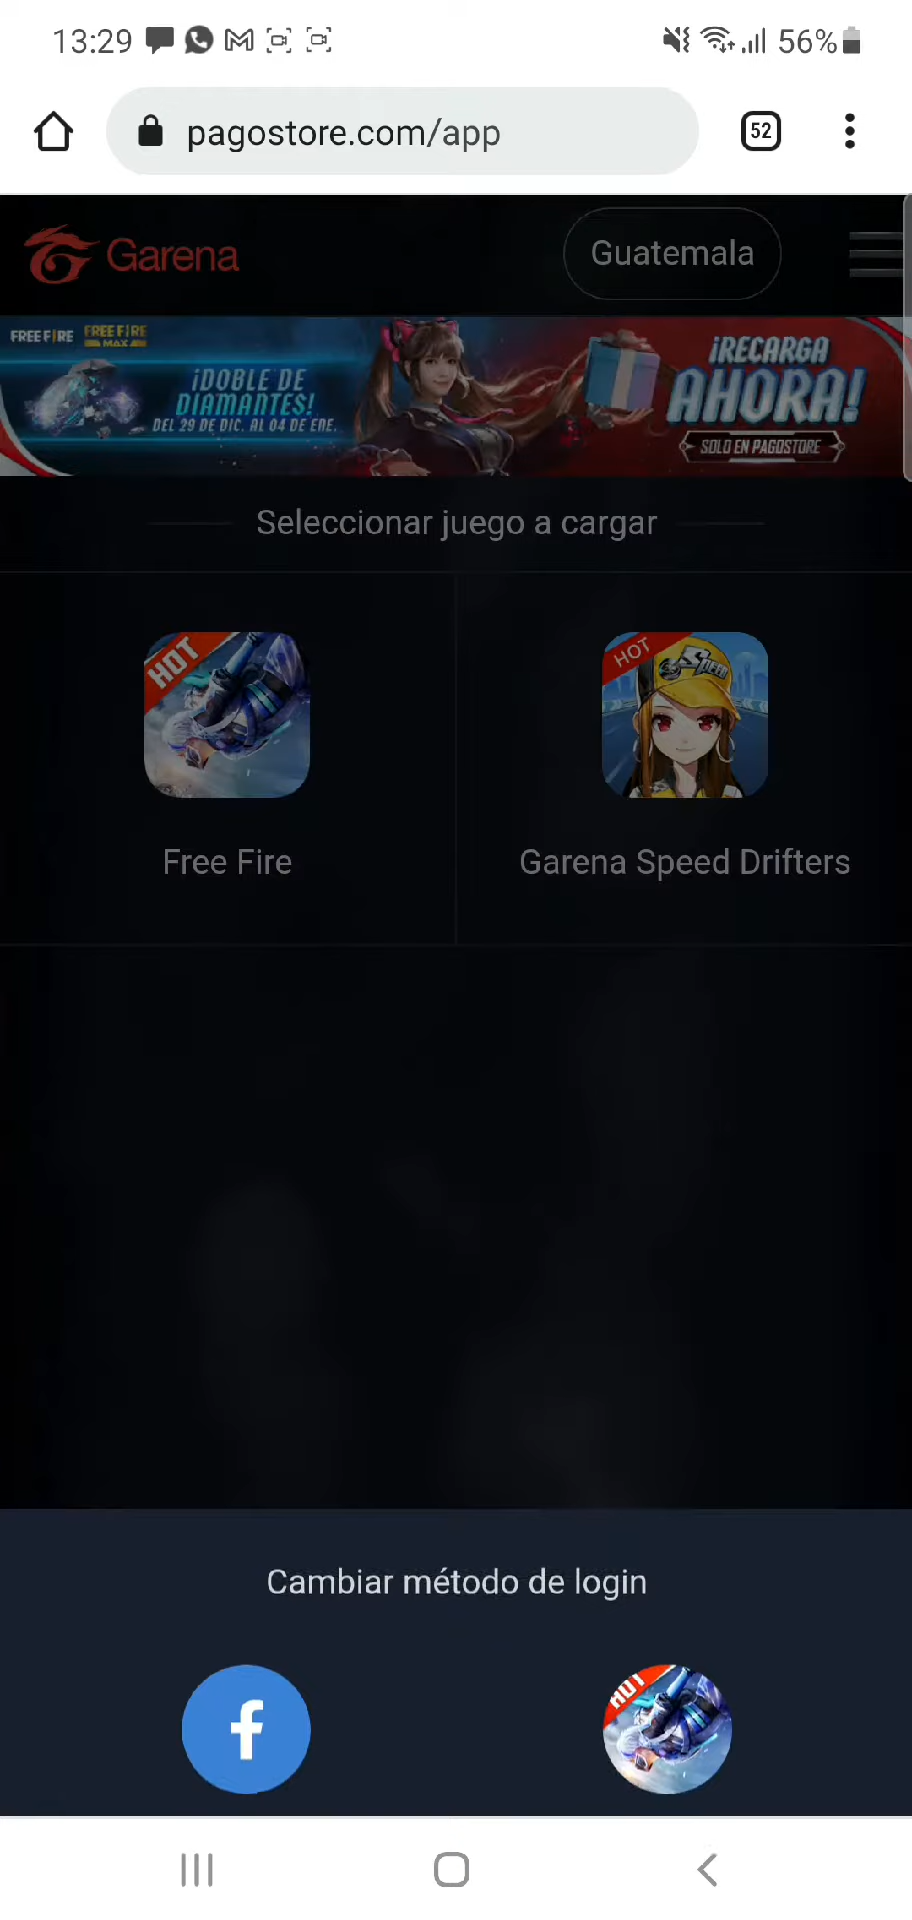 13:29
56%
pagostore.com/app
52
Garena
Guatemala
FREE FIRE FREE FIRE MAX
¡DOBLE DE DIAMANTES!
DEL 29 DE DIC. AL 04 DE ENE.
¡RECARGA AHORA!
SOLO EN PAGOSTORE
Seleccionar juego a cargar
HOT
HOT
SPEED
Free Fire
Garena Speed Drifters
Cambiar método de login
f
HOT